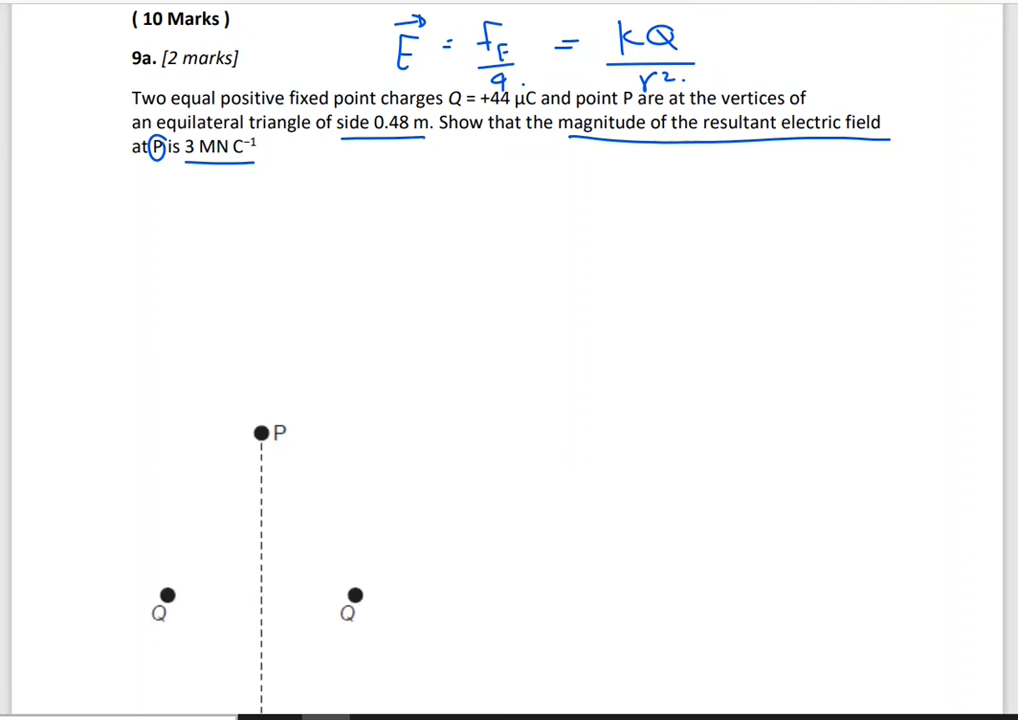 ( 10 Marks )
E = fE/q = kQ/r².
9a. [2 marks]
Two equal positive fixed point charges Q = +44 μC and point P are at the vertices of
an equilateral triangle of side 0.48 m. Show that the magnitude of the resultant electric field
at P is 3 MN C⁻¹
P
Q
Q